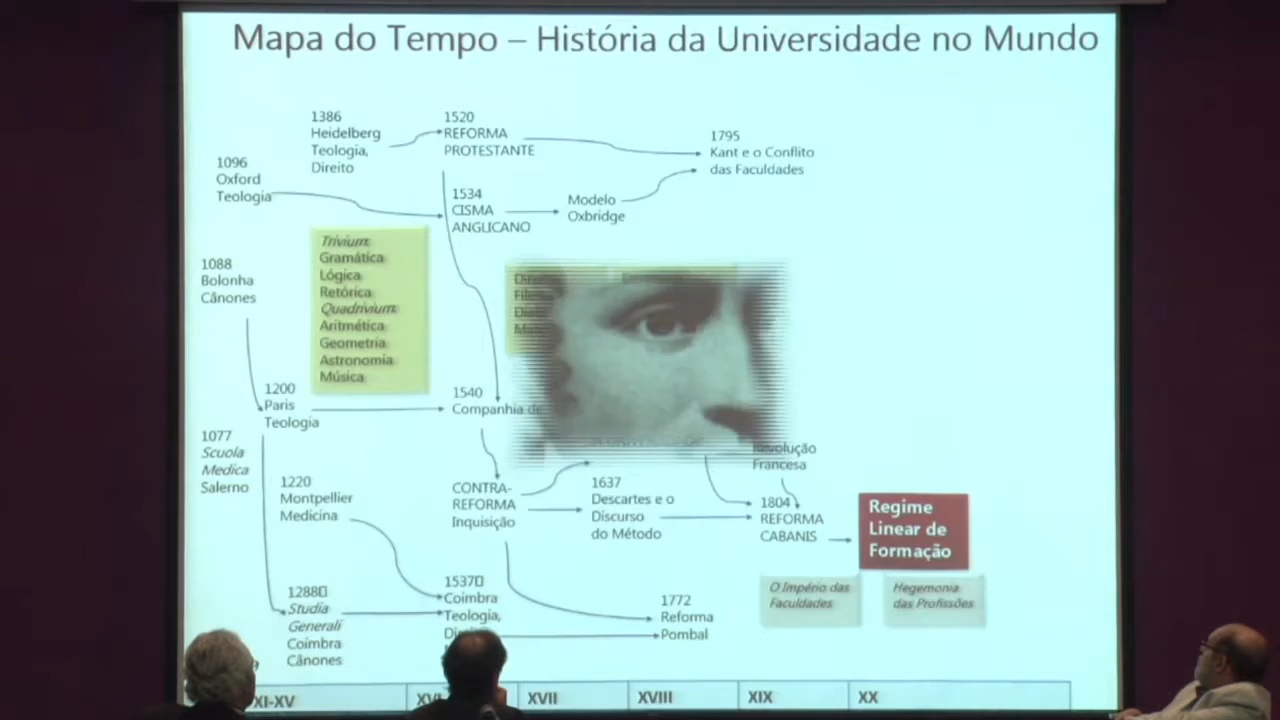 Mapa do Tempo – História da Universidade no Mundo
1386
Heidelberg
Teologia,
Direito
1520
REFORMA
PROTESTANTE
1795
Kant e o Conflito
das Faculdades
1096
Oxford
Teologia
1534
CISMA
ANGLICANO
Modelo
Oxbridge
Trivium:
Gramática
Lógica
Retórica
Quadrivium:
Aritmética
Geometria
Astronomia
Música
1088
Bolonha
Cânones
1200
Paris
Teologia
1540
Companhia de
1077
Scuola
Medica
Salerno
1220
Montpellier
Medicina
CONTRA-
REFORMA
Inquisição
1637
Descartes e o
Discurso
do Método
Revolução
Francesa
1804
REFORMA
CABANIS
Regime
Linear de
Formação
O Império das
Faculdades
Hegemonia
das Profissões
1288
Studia
Generali
Coimbra
Cânones
1537
Coimbra
Teologia,
1772
Reforma
Pombal
XI-XV
XVII
XVIII
XIX
XX